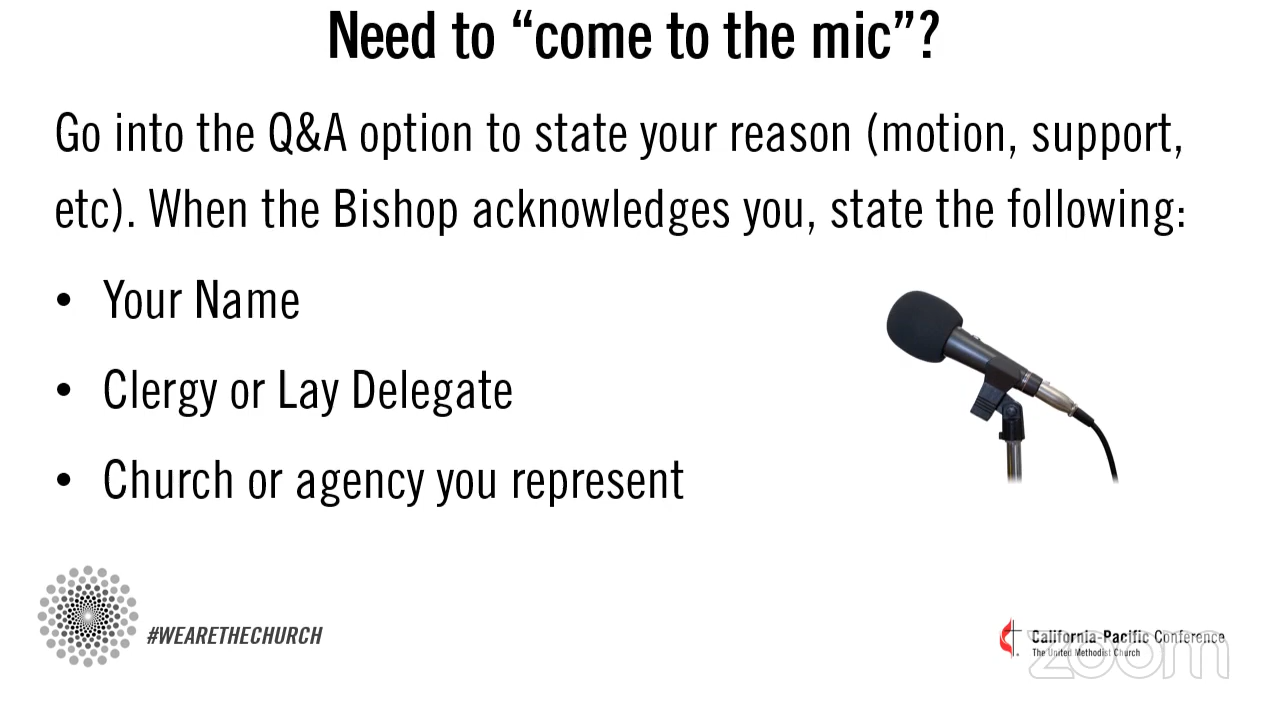 Need to “come to the mic”?
Go into the Q&A option to state your reason (motion, support,
etc). When the Bishop acknowledges you, state the following:
• Your Name
• Clergy or Lay Delegate
• Church or agency you represent
#WEARETHECHURCH
California-Pacific Conference
The United Methodist Church
zoom